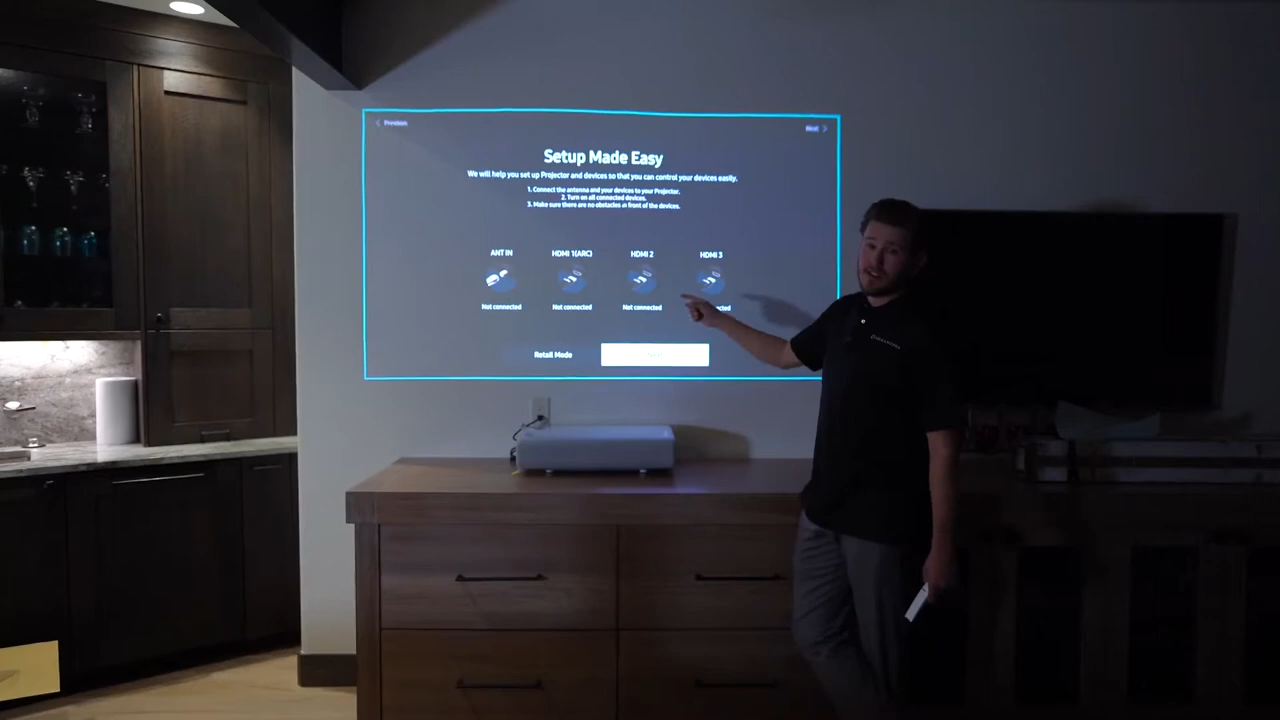 Previous
Next
Setup Made Easy
We will help you set up Projector and devices so that you can control your devices easily.
1. Connect the antenna and your devices to your Projector.
2. Turn on all connected devices.
3. Make sure there are no obstacles in front of the devices.
ANT IN HDMI 1(ARC) HDMI 2 HDMI 3
Not connected Not connected Not connected
Retail Mode